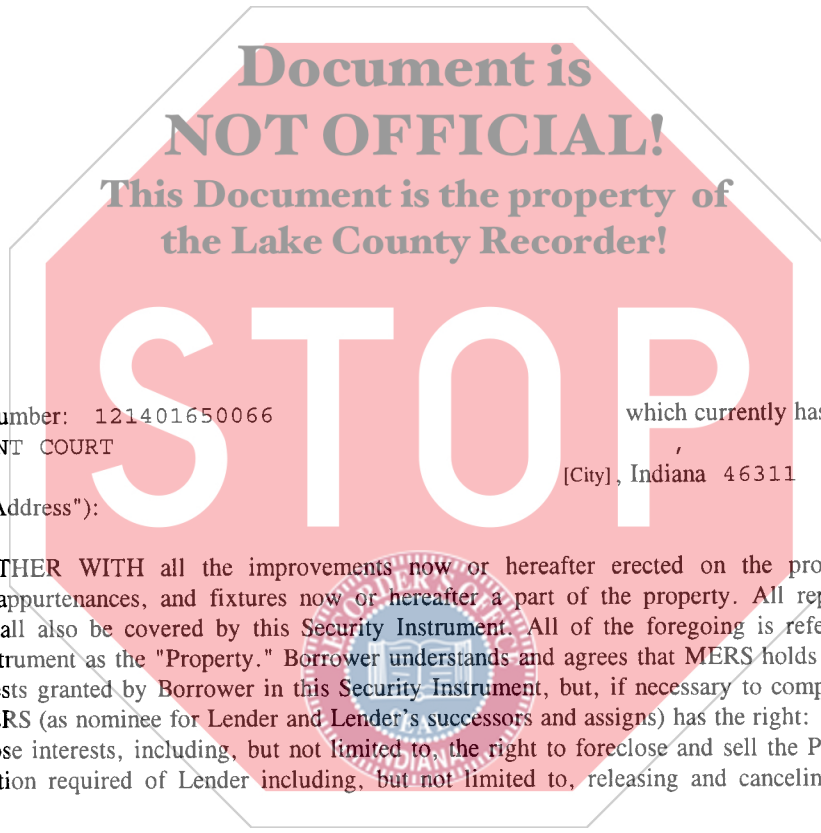 Document is
NOT OFFICIAL!
This Document is the property of
the Lake County Recorder!
STOP
umber: 121401650066 which currently has
NT COURT ,
[City], Indiana 46311
Address"):
THER WITH all the improvements now or hereafter erected on the pro
appurtenances, and fixtures now or hereafter a part of the property. All rep
all also be covered by this Security Instrument. All of the foregoing is refe
trument as the "Property." Borrower understands and agrees that MERS holds
ests granted by Borrower in this Security Instrument, but, if necessary to comp
RS (as nominee for Lender and Lender's successors and assigns) has the right:
ose interests, including, but not limited to, the right to foreclose and sell the P
tion required of Lender including, but not limited to, releasing and cancelin
RECORDER'S OFFICE
INDIANA